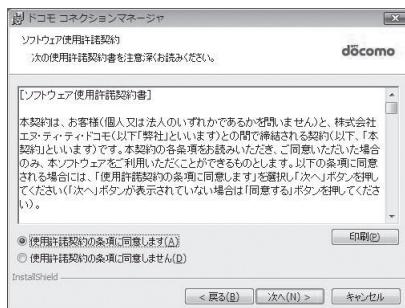 ドコモ コネクションマネージャ
ソフトウェア使用許諾契約
次の使用許諾契約書を注意深くお読みください。
döcomo
[ソフトウェア使用許諾契約書]
本契約は、お客様(個人又は法人のいずれかであるかを問いません)と、株式会社
エヌ・ティ・ティ・ドコモ(以下「弊社」といいます)との間で締結される契約(以下、「本
契約」といいます)です。本契約の各条項をお読みいただき、ご同意いただいた場合
のみ、本ソフトウェアをご利用いただくことができるものとします。以下の条項に同意
される場合には、「使用許諾契約の条項に同意します」を選択し「次へ」ボタンを押し
てください(「次へ」ボタンが表示されていない場合は「同意する」ボタンを押してくださ
い)。
使用許諾契約の条項に同意します(A)
印刷(P)
使用許諾契約の条項に同意しません(D)
InstallShield
< 戻る(B) 次へ(N) > キャンセル